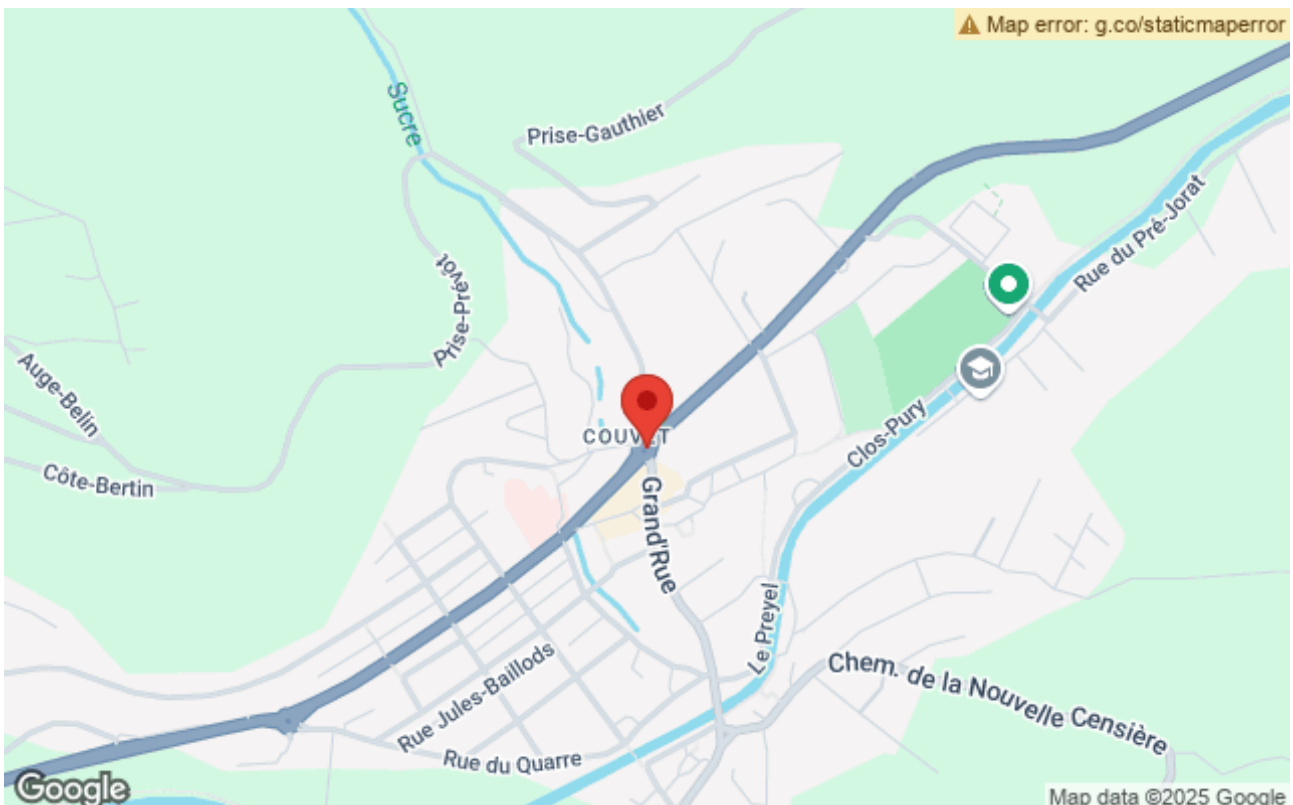 Map error: g.co/staticmaperror
Sucre
Prise-Gauthier
Rue du Pré-Jorat
Prise-Prévôt
Auge-Belin
Côte-Bertin
COUVET
Clos-Pury
Grand'Rue
Le Preyel
Rue Jules-Baillods
Chem. de la Nouvelle Censière
Rue du Quarre
Google
Map data ©2025 Google